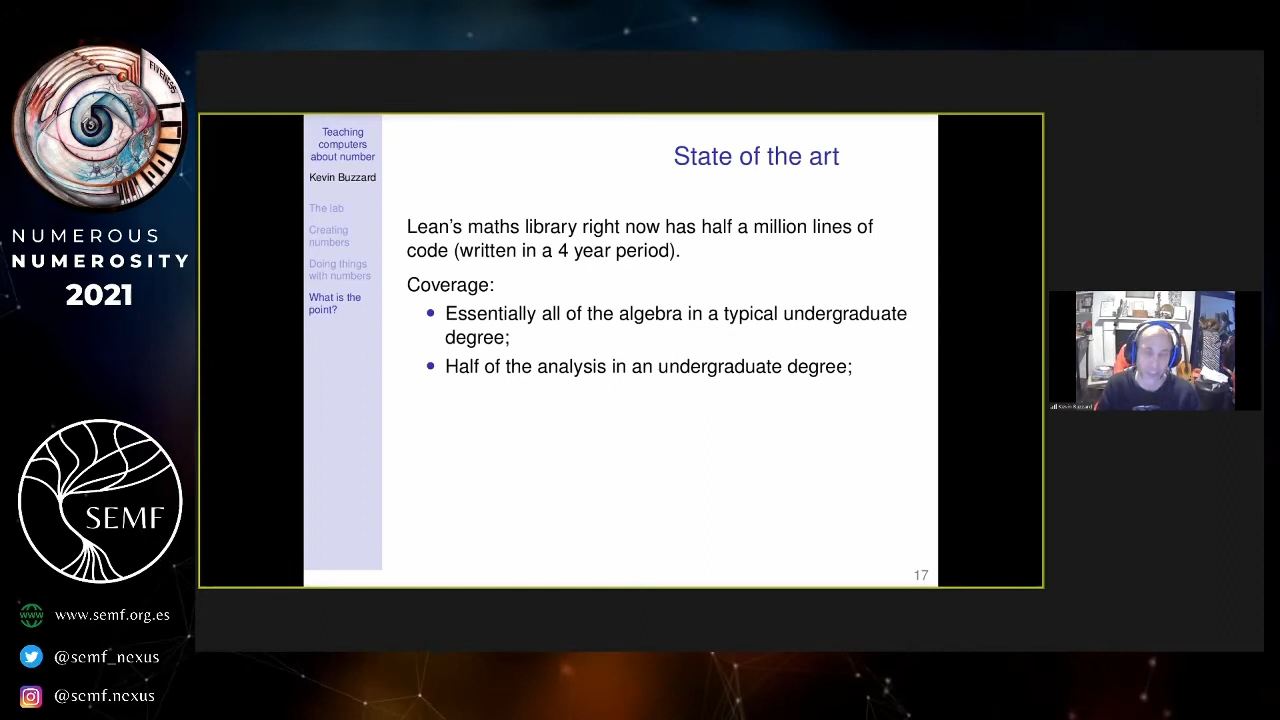 FIVENESS
NUMEROUS
NUMEROSITY
2021
SEMF
www.semf.org.es
@semf_nexus
@semf.nexus
Teaching
computers
about number
Kevin Buzzard
The lab
Creating
numbers
Doing things
with numbers
What is the
point?
State of the art
Lean’s maths library right now has half a million lines of
code (written in a 4 year period).
Coverage:
• Essentially all of the algebra in a typical undergraduate
degree;
• Half of the analysis in an undergraduate degree;
17
Kevin Buzzard